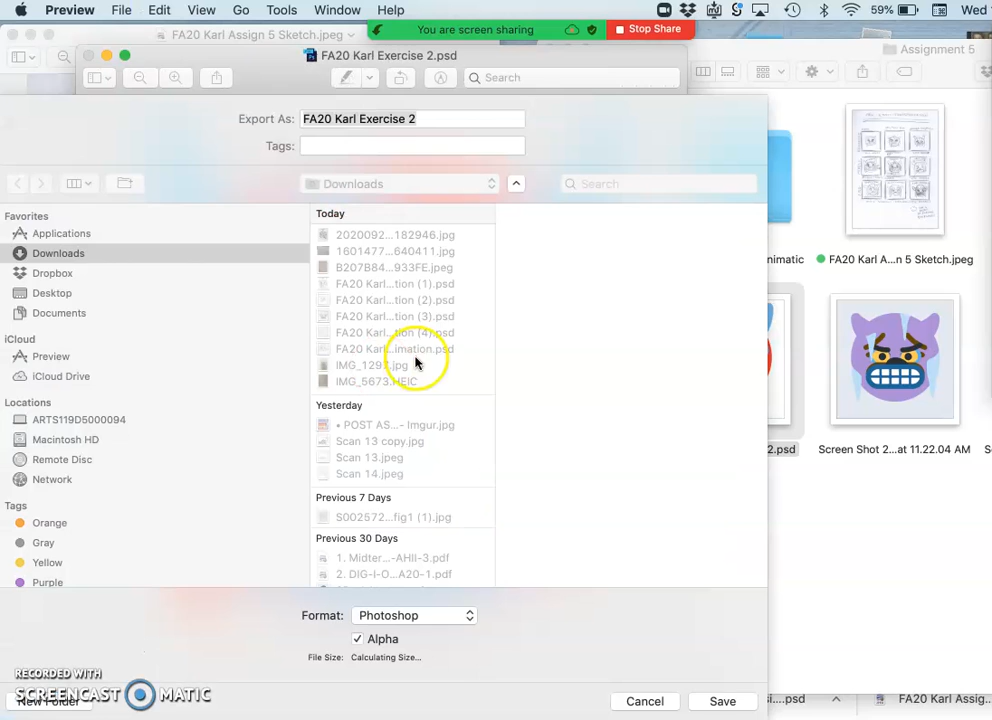 Preview File Edit View Go Tools Window Help 59% Wed
FA20 Karl Assign 5 Sketch.jpeg
You are screen sharing Stop Share
FA20 Karl Exercise 2.psd
Assignment 5
Search
Export As: FA20 Karl Exercise 2
Tags:
Downloads
Search
Favorites
Applications
Downloads
Dropbox
Desktop
Documents
iCloud
Preview
iCloud Drive
Locations
ARTS119D5000094
Macintosh HD
Remote Disc
Network
Tags
Orange
Gray
Yellow
Purple
Today
2020092...182946.jpg
1601477...640411.jpg
B207B84...933FE.jpeg
FA20 Karl...tion (1).psd
FA20 Karl...tion (2).psd
FA20 Karl...tion (3).psd
FA20 Karl...tion (4).psd
FA20 Karl...imation.psd
IMG_1297.jpg
IMG_5673.HEIC
Yesterday
• POST AS...- Imgur.jpg
Scan 13 copy.jpg
Scan 13.jpeg
Scan 14.jpeg
Previous 7 Days
S002572...fig1 (1).jpg
Previous 30 Days
1. Midter...-AHII-3.pdf
2. DIG-I-O...A20-1.pdf
nimatic
FA20 Karl A...n 5 Sketch.jpeg
2.psd
Screen Shot 2...at 11.22.04 AM
Format: Photoshop
Alpha
File Size: Calculating Size...
RECORDED WITH
SCREENCAST MATIC
New Folder
Cancel Save
....psd
FA20 Karl Assig...